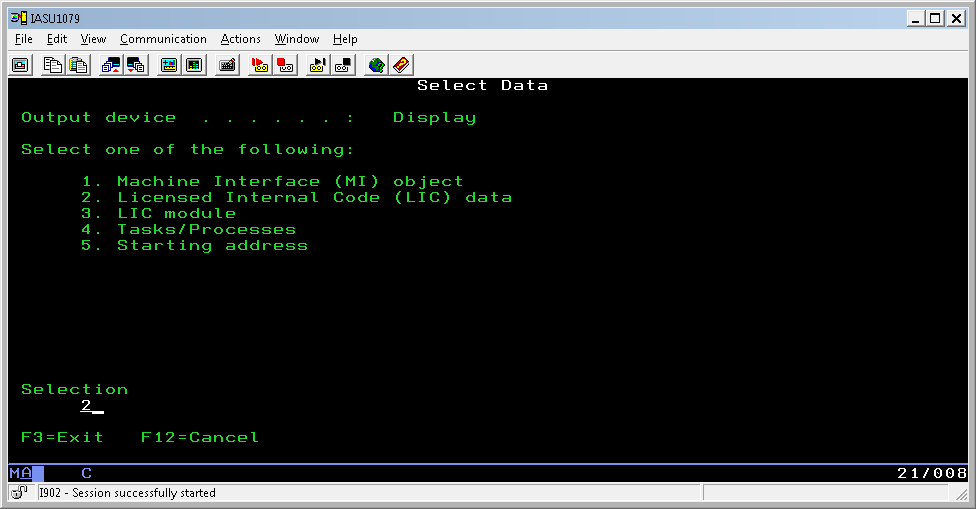 IASU1079
File Edit View Communication Actions Window Help
Select Data
Output device . . . . . . : Display
Select one of the following:
1. Machine Interface (MI) object
2. Licensed Internal Code (LIC) data
3. LIC module
4. Tasks/Processes
5. Starting address
Selection
2_
F3=Exit F12=Cancel
MA C 21/008
I902 - Session successfully started